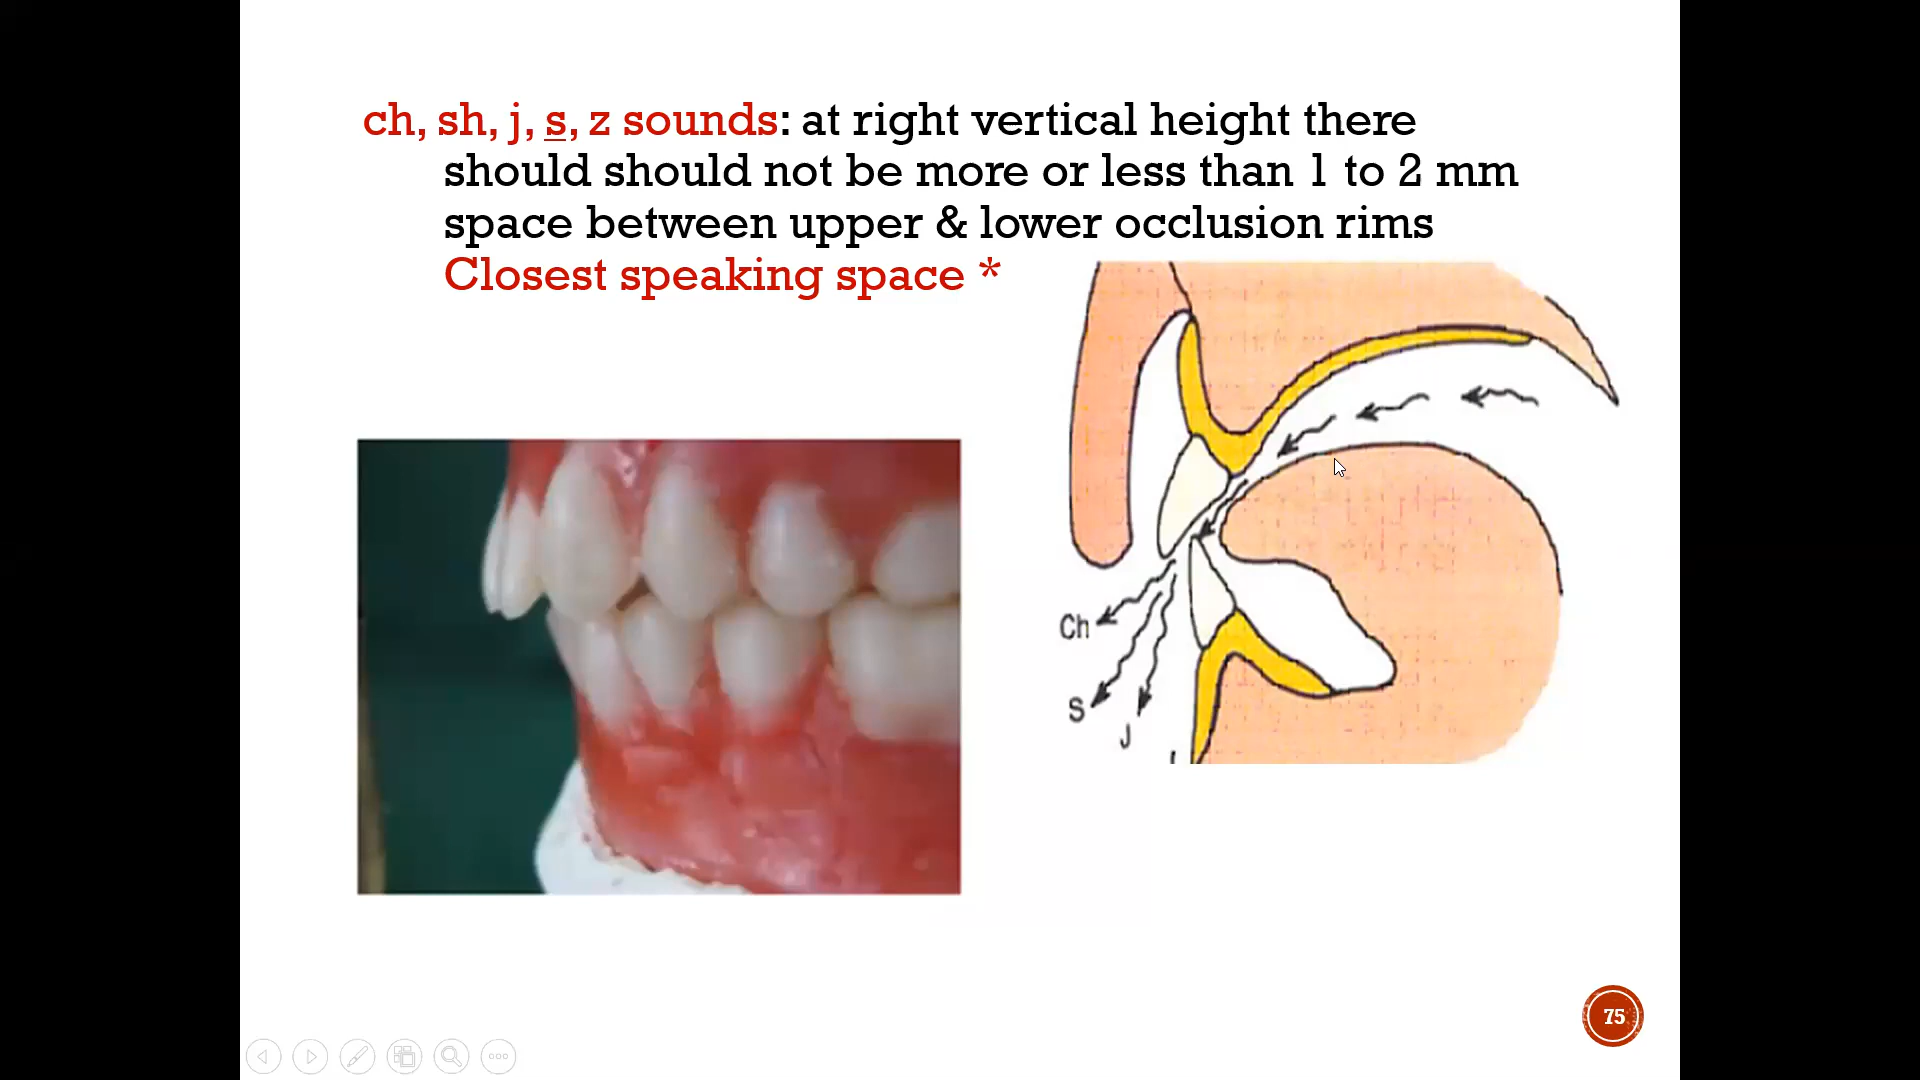 ch, sh, j, s, z sounds: at right vertical height there
should should not be more or less than 1 to 2 mm
space between upper & lower occlusion rims
Closest speaking space *
Ch
S
J
75